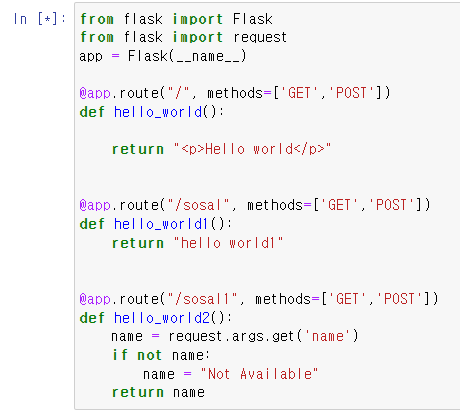 In [*]: from flask import Flask
from flask import request
app = Flask(__name__)
@app.route("/", methods=['GET','POST'])
def hello_world():
    return "<p>Hello world</p>"
@app.route("/sosal", methods=['GET','POST'])
def hello_world1():
    return "hello world1"
@app.route("/sosal1", methods=['GET','POST'])
def hello_world2():
    name = request.args.get('name')
    if not name:
        name = "Not Available"
    return name